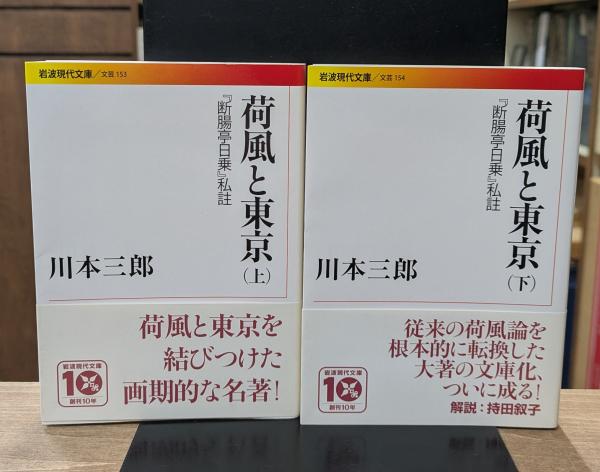 岩波現代文庫／文芸 153
荷風と東京（上）
『断腸亭日乗』私註
川本三郎
荷風と東京を
結びつけた
画期的な名著！
岩波現代文庫
10
創刊10年
岩波現代文庫／文芸 154
荷風と東京（下）
『断腸亭日乗』私註
川本三郎
従来の荷風論を
根本的に転換した
大著の文庫化、
ついに成る！
解説：持田叙子
岩波現代文庫
10
創刊10年